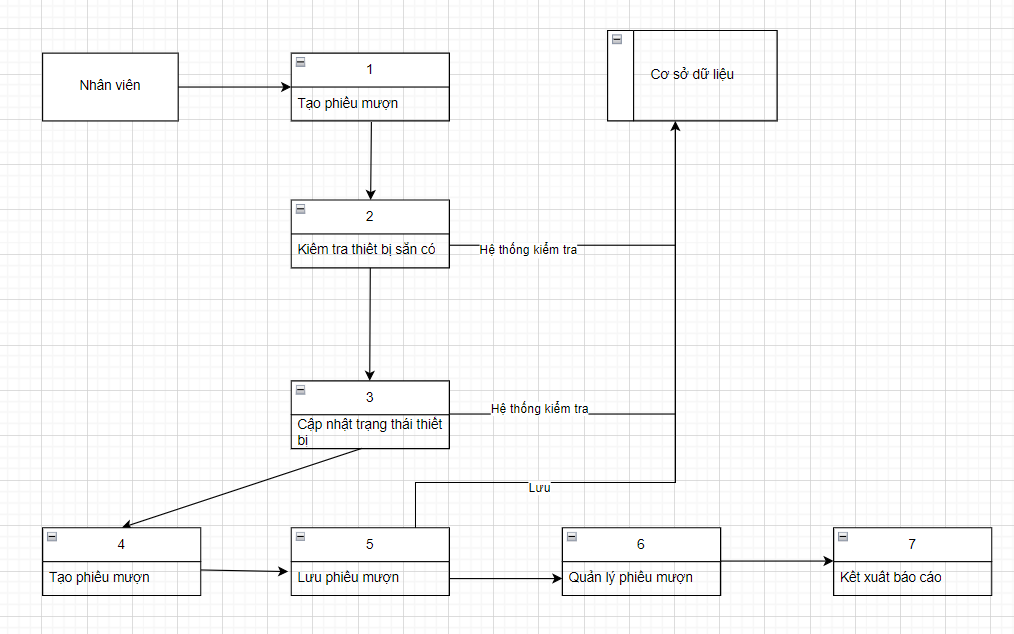 Nhân viên
1
Tạo phiếu mượn
Cơ sở dữ liệu
2
Kiểm tra thiết bị sẵn có
Hệ thống kiểm tra
3
Cập nhật trạng thái thiết
bị
Hệ thống kiểm tra
Lưu
4
Tạo phiếu mượn
5
Lưu phiếu mượn
6
Quản lý phiếu mượn
7
Kết xuất báo cáo